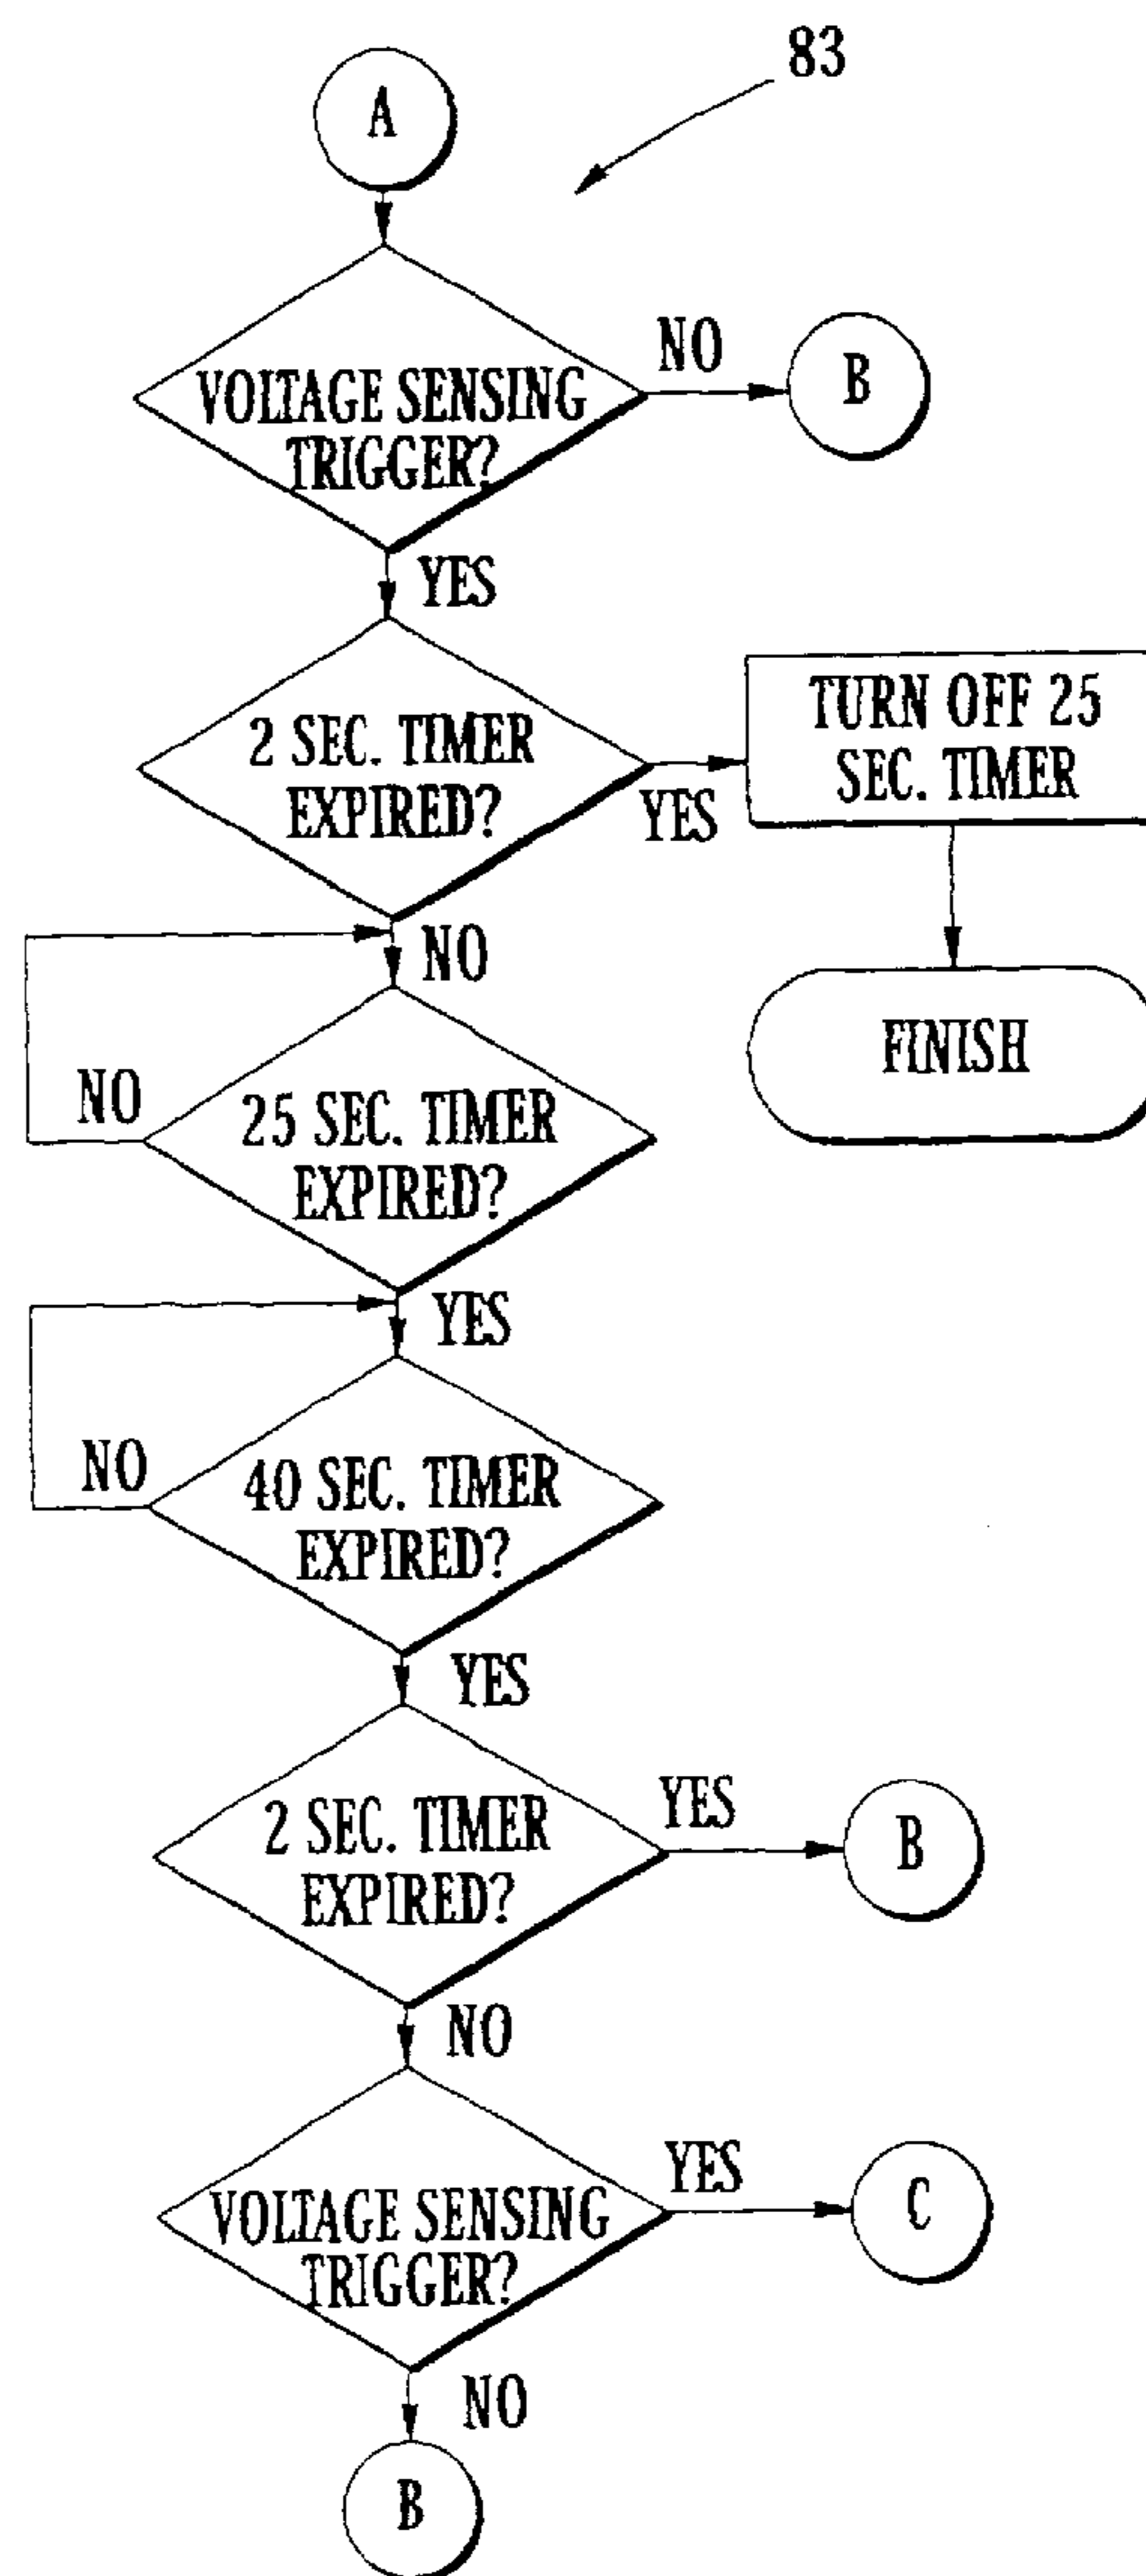 83
A
VOLTAGE SENSING
TRIGGER?
NO
B
YES
2 SEC. TIMER
EXPIRED?
YES
TURN OFF 25
SEC. TIMER
FINISH
NO
25 SEC. TIMER
EXPIRED?
NO
YES
40 SEC. TIMER
EXPIRED?
NO
YES
2 SEC. TIMER
EXPIRED?
YES
B
NO
VOLTAGE SENSING
TRIGGER?
YES
C
NO
B